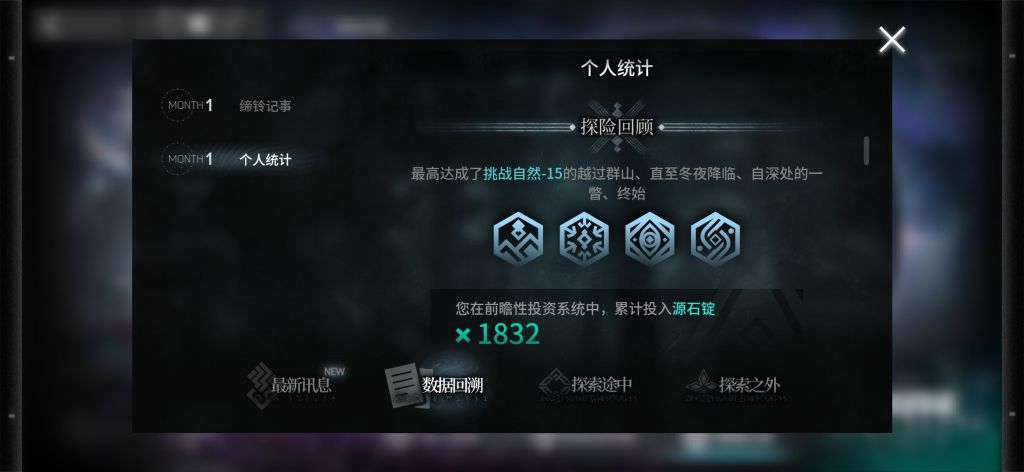 个人统计
MONTH 1 缔铃记事
探险回顾
MONTH 1 个人统计
最高达成了挑战自然-15的越过群山、直至冬夜降临、自深处的一
瞥、终始
您在前瞻性投资系统中，累计投入源石锭
×1832
最新讯息 NEW
数据回溯
探索途中
探索之外